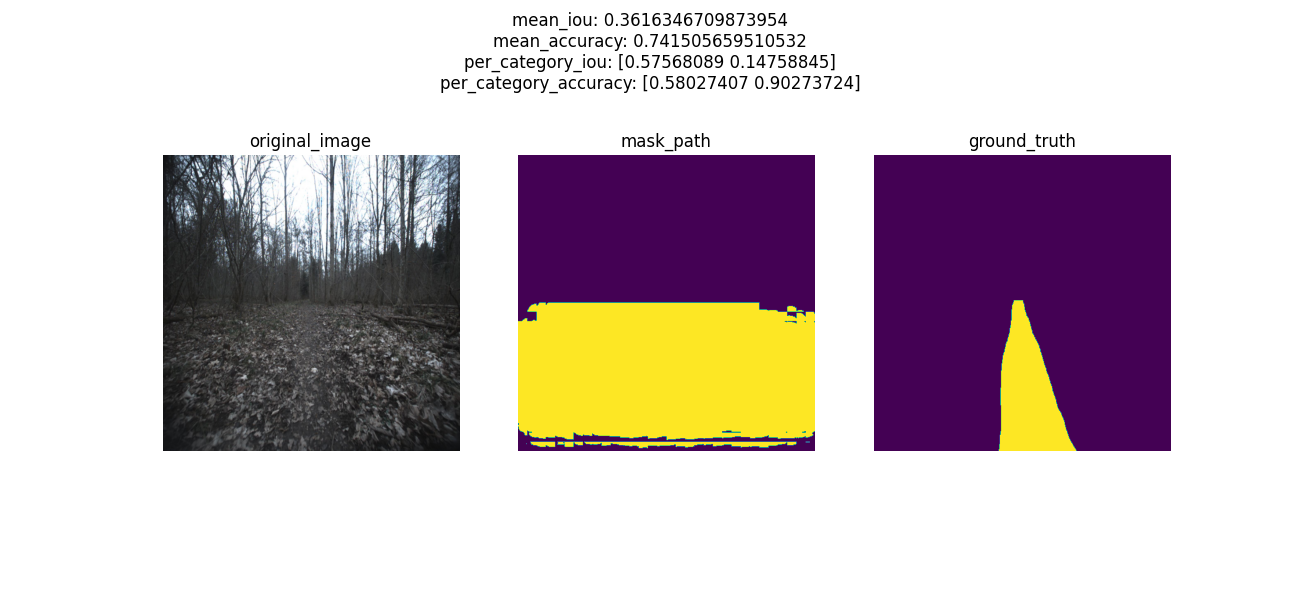 mean_iou: 0.3616346709873954
mean_accuracy: 0.741505659510532
per_category_iou: [0.57568089 0.14758845]
per_category_accuracy: [0.58027407 0.90273724]
original_image
mask_path
ground_truth